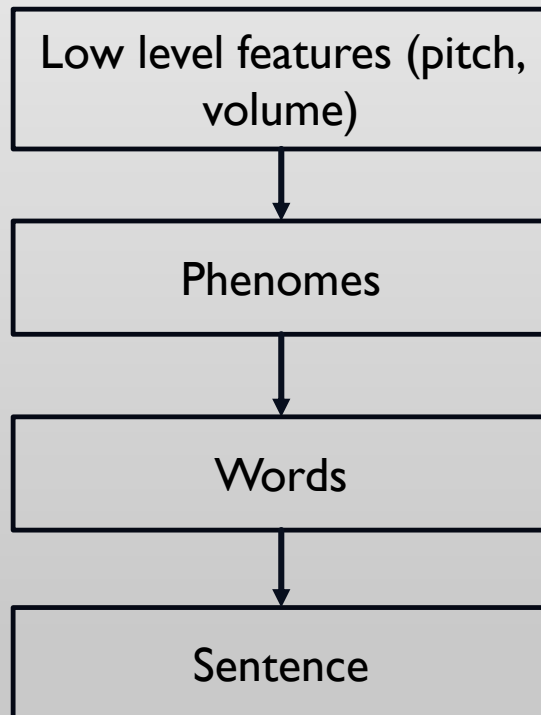 Low level features (pitch,
volume)
Phenomes
Words
Sentence